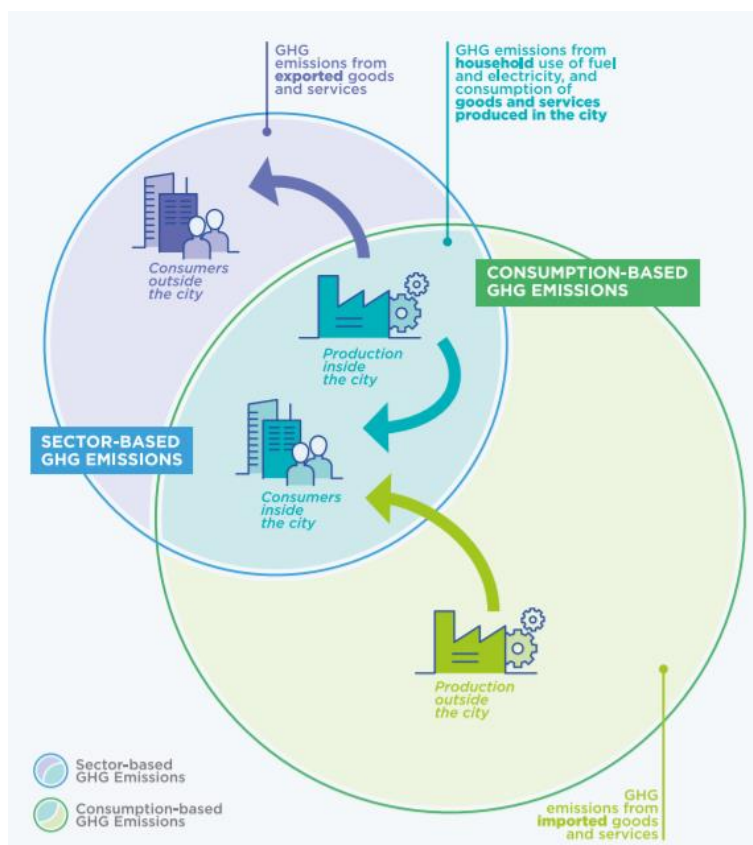 GHG
emissions from
exported goods
and services
GHG emissions from
household use of fuel
and electricity, and
consumption of
goods and services
produced in the city
Consumers
outside
the city
CONSUMPTION-BASED
GHG EMISSIONS
Production
inside
the city
SECTOR-BASED
GHG EMISSIONS
Consumers
inside
the city
Production
outside
the city
Sector-based
GHG Emissions
Consumption-based
GHG Emissions
GHG
emissions from
imported goods
and services